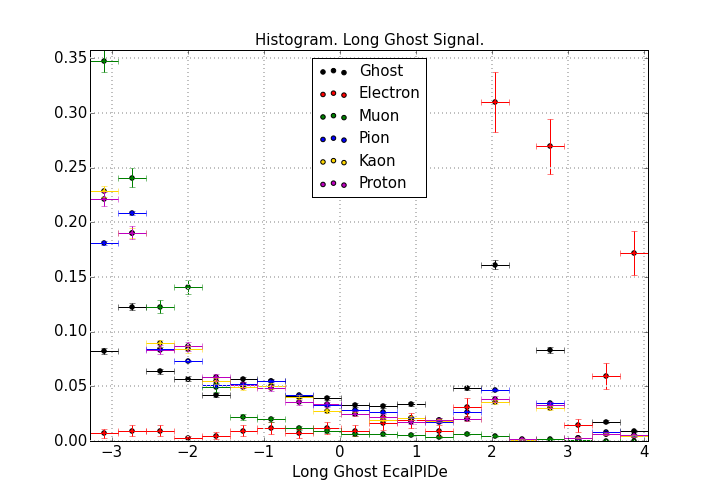 Histogram. Long Ghost Signal.
0.35
0.30
0.25
0.20
0.15
0.10
0.05
0.00
Ghost
Electron
Muon
Pion
Kaon
Proton
−3 −2 −1 0 1 2 3 4
Long Ghost EcalPIDe